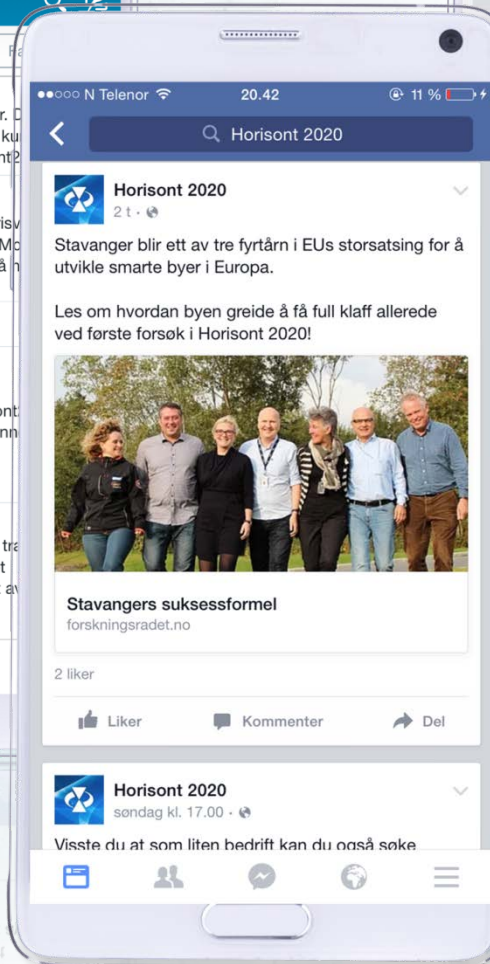 N Telenor
20.42
11 %
Horisont 2020
Horisont 2020
2 t ·
Stavanger blir ett av tre fyrtårn i EUs storsatsing for å
utvikle smarte byer i Europa.
Les om hvordan byen greide å få full klaff allerede
ved første forsøk i Horisont 2020!
Stavangers suksessformel
forskningsradet.no
2 liker
Liker
Kommenter
Del
Horisont 2020
søndag kl. 17.00 ·
Visste du at som liten bedrift kan du også søke